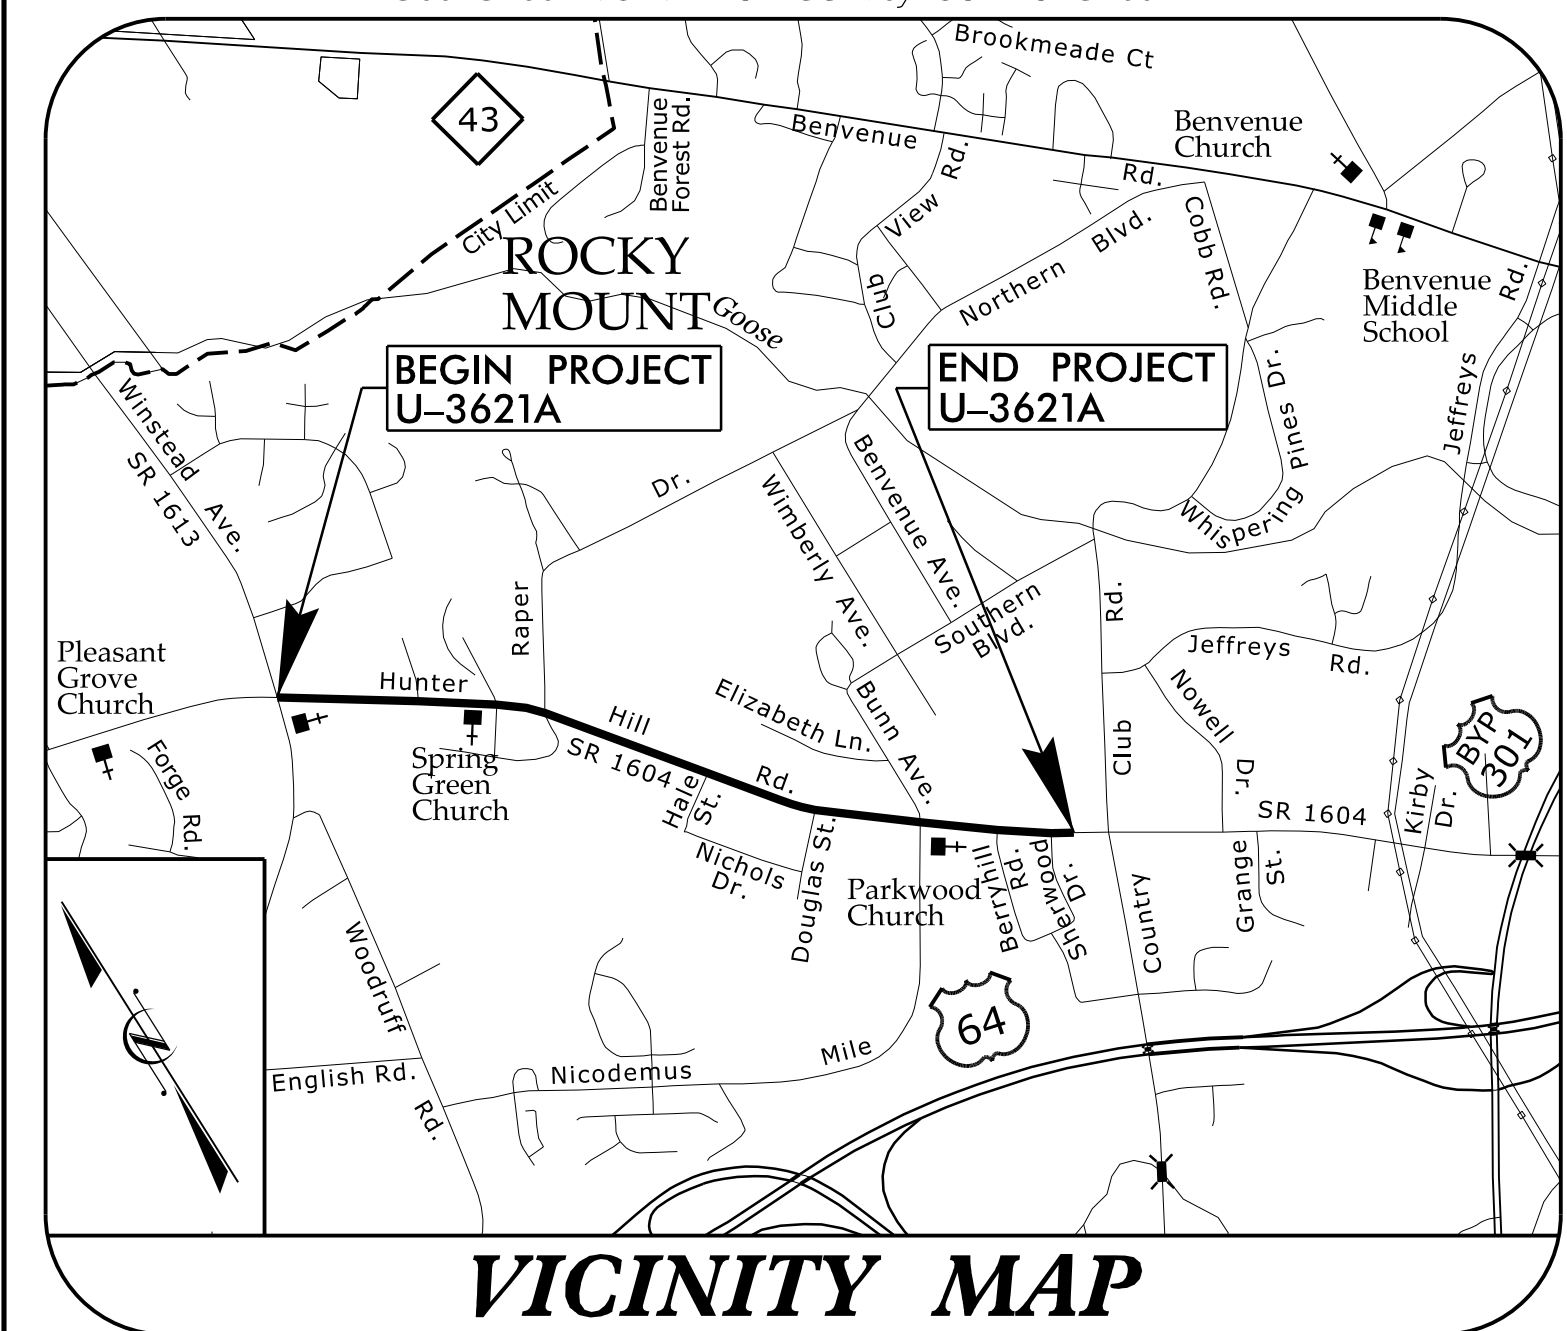 Brookmeade Ct
43
Benvenue
Forest Rd.
Benvenue
Rd.
Benvenue
Church
City Limit
View
Rd.
Club
Northern
Blvd.
Cobb Rd.
ROCKY
MOUNT
Goose
Benvenue
Middle
School
Rd.
Jeffreys
BEGIN PROJECT
U–3621A
END PROJECT
U–3621A
Winstead
Ave.
SR 1613
Dr.
Raper
Wimberly
Ave.
Benvenue
Ave.
Whispering
Pines
Dr.
Southern
Blvd.
Rd.
Club
Country
Jeffreys
Rd.
Pleasant
Grove
Church
Hunter
Hill
Rd.
SR 1604
Elizabeth Ln.
Bunn
Ave.
Nowell
Dr.
BYP
301
Forge
Rd.
Spring
Green
Church
Hale
St.
Nichols
Dr.
Douglas St.
Parkwood
Church
Berryhill
Rd.
Sherwood
Dr.
SR 1604
Kirby
Dr.
Grange
St.
Woodruff
Rd.
64
English Rd.
Nicodemus
Mile
VICINITY MAP